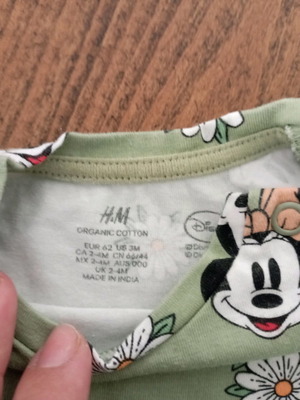 H&M
ORGANIC COTTON
EUR 62 US 3M
CA 2-4M CN 66/44
MX 2-4M AUS 000
UK 2-4M
MADE IN INDIA
Disney